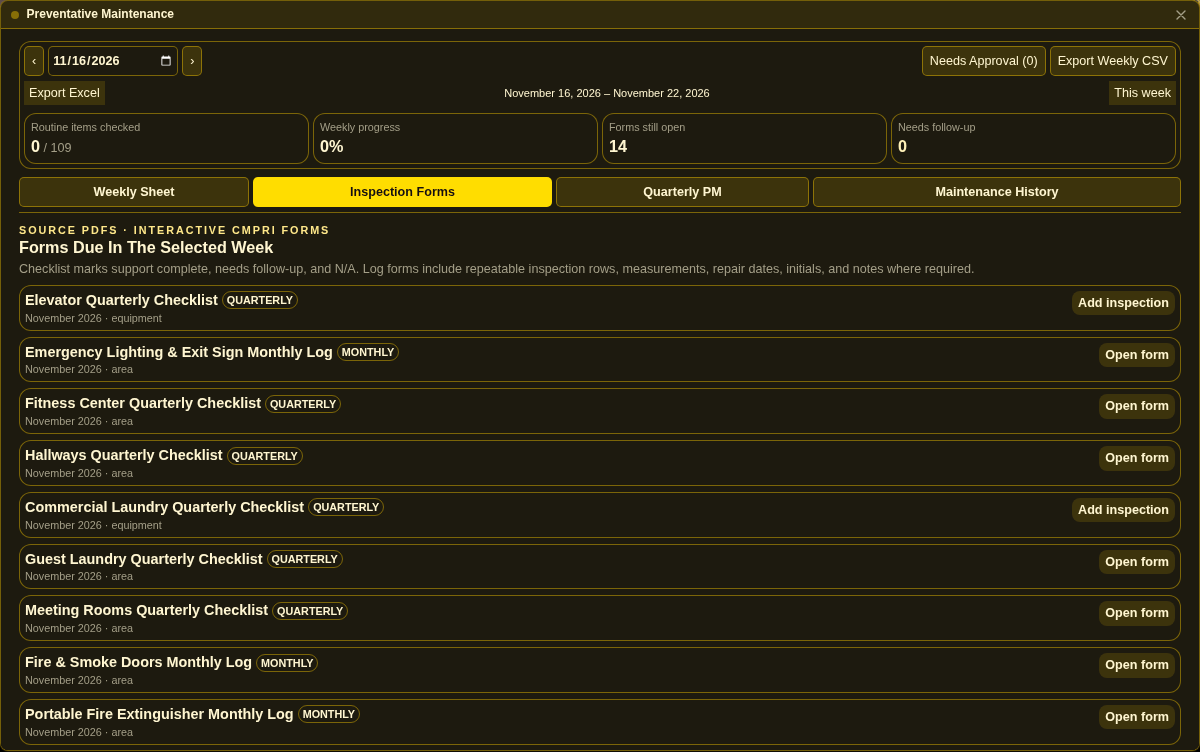 Preventative Maintenance
‹ 11/16/2026 › Needs Approval (0) Export Weekly CSV
Export Excel November 16, 2026 – November 22, 2026 This week
Routine items checked Weekly progress Forms still open Needs follow-up
0 / 109 0% 14 0
Weekly Sheet Inspection Forms Quarterly PM Maintenance History
SOURCE PDFS · INTERACTIVE CMPRI FORMS
Forms Due In The Selected Week
Checklist marks support complete, needs follow-up, and N/A. Log forms include repeatable inspection rows, measurements, repair dates, initials, and notes where required.
Elevator Quarterly Checklist QUARTERLY Add inspection
November 2026 · equipment
Emergency Lighting & Exit Sign Monthly Log MONTHLY Open form
November 2026 · area
Fitness Center Quarterly Checklist QUARTERLY Open form
November 2026 · area
Hallways Quarterly Checklist QUARTERLY Open form
November 2026 · area
Commercial Laundry Quarterly Checklist QUARTERLY Add inspection
November 2026 · equipment
Guest Laundry Quarterly Checklist QUARTERLY Open form
November 2026 · area
Meeting Rooms Quarterly Checklist QUARTERLY Open form
November 2026 · area
Fire & Smoke Doors Monthly Log MONTHLY Open form
November 2026 · area
Portable Fire Extinguisher Monthly Log MONTHLY Open form
November 2026 · area